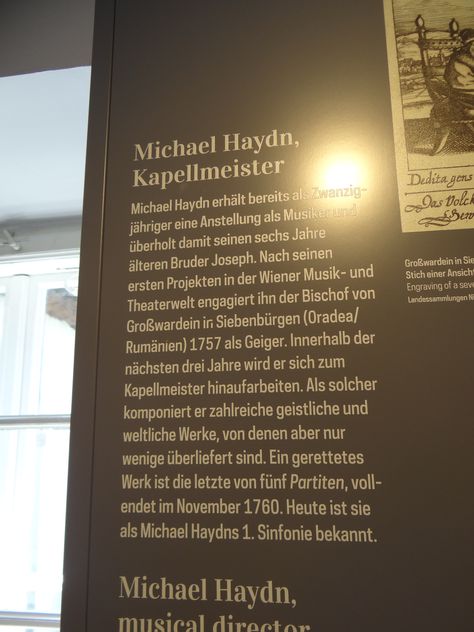 Michael Haydn,
Kapellmeister
Michael Haydn erhält bereits als Zwanzig-
jähriger eine Anstellung als Musiker und
überholt damit seinen sechs Jahre
älteren Bruder Joseph. Nach seinen
ersten Projekten in der Wiener Musik- und
Theaterwelt engagiert ihn der Bischof von
Großwardein in Siebenbürgen (Oradea/
Rumänien) 1757 als Geiger. Innerhalb der
nächsten drei Jahre wird er sich zum
Kapellmeister hinaufarbeiten. Als solcher
komponiert er zahlreiche geistliche und
weltliche Werke, von denen aber nur
wenige überliefert sind. Ein gerettetes
Werk ist die letzte von fünf Partiten, voll-
endet im November 1760. Heute ist sie
als Michael Haydns 1. Sinfonie bekannt.
Michael Haydn,
musical director
Dedita gens
Das Volck
Großwardein in Sie
Stich einer Ansicht
Engraving of a seve
Landessammlungen